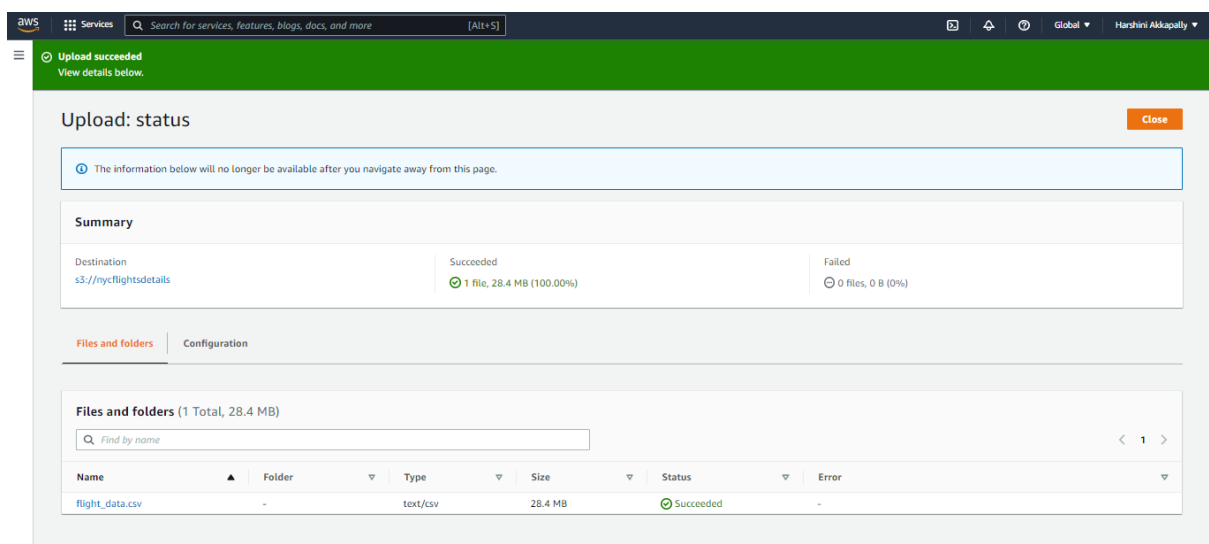 aws Services Search for services, features, blogs, docs, and more [Alt+S] Global Harshini Akkapally
Upload succeeded
View details below.
Upload: status
Close
The information below will no longer be available after you navigate away from this page.
Summary
Destination Succeeded Failed
s3://nycflightsdetails 1 file, 28.4 MB (100.00%) 0 files, 0 B (0%)
Files and folders Configuration
Files and folders (1 Total, 28.4 MB)
Find by name
1
Name Folder Type Size Status Error
flight_data.csv - text/csv 28.4 MB Succeeded -